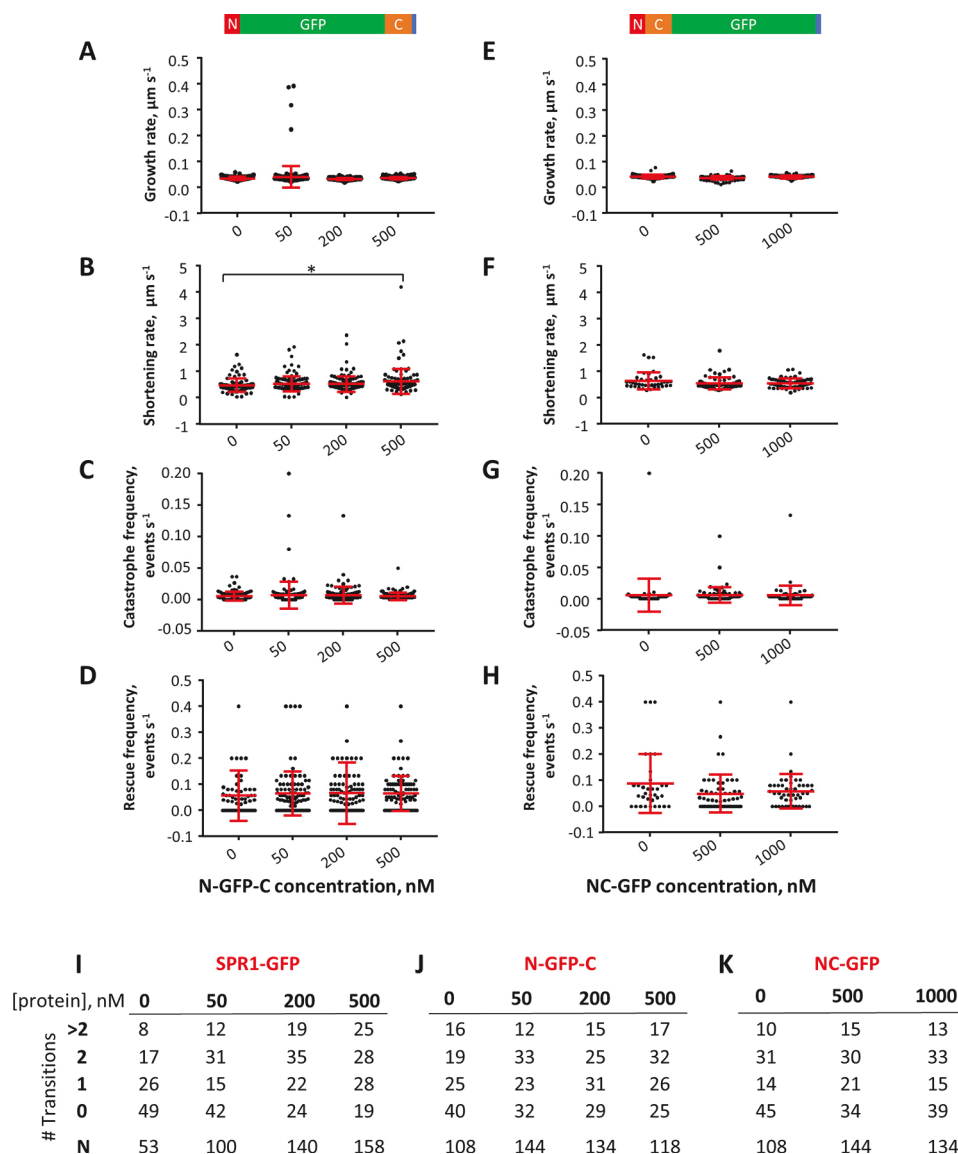 N GFP C
A
Growth rate, µm s⁻¹
0.5
0.4
0.3
0.2
0.1
0.0
-0.1
0 50 200 500
B
Shortening rate, µm s⁻¹
5
4
3
2
1
0
-1
*
0 50 200 500
C
Catastrophe frequency,
events s⁻¹
0.20
0.15
0.10
0.05
0.00
-0.05
0 50 200 500
D
Rescue frequency,
events s⁻¹
0.5
0.4
0.3
0.2
0.1
0.0
-0.1
0 50 200 500
N-GFP-C concentration, nM
N C GFP
E
Growth rate, µm s⁻¹
0.5
0.4
0.3
0.2
0.1
0.0
-0.1
0 500 1000
F
Shortening rate, µm s⁻¹
5
4
3
2
1
0
-1
0 500 1000
G
Catastrophe frequency,
events s⁻¹
0.20
0.15
0.10
0.05
0.00
-0.05
0 500 1000
H
Rescue frequency,
events s⁻¹
0.5
0.4
0.3
0.2
0.1
0.0
-0.1
0 500 1000
NC-GFP concentration, nM
I SPR1-GFP J N-GFP-C K NC-GFP
[protein], nM 0 50 200 500 0 50 200 500 0 500 1000
# Transitions
>2 8 12 19 25 16 12 15 17 10 15 13
2 17 31 35 28 19 33 25 32 31 30 33
1 26 15 22 28 25 23 31 26 14 21 15
0 49 42 24 19 40 32 29 25 45 34 39
N 53 100 140 158 108 144 134 118 108 144 134